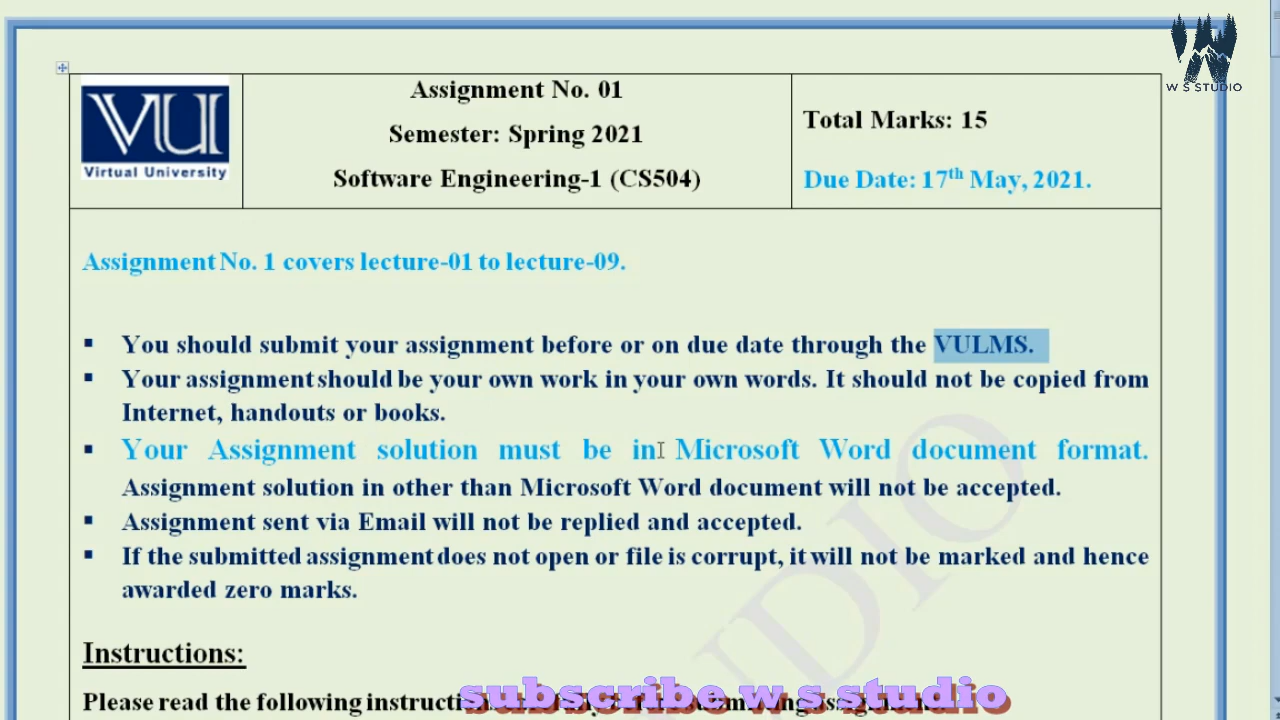 W S STUDIO
VU
Virtual University
Assignment No. 01
Semester: Spring 2021
Software Engineering-1 (CS504)
Total Marks: 15
Due Date: 17th May, 2021.
Assignment No. 1 covers lecture-01 to lecture-09.
▪ You should submit your assignment before or on due date through the VULMS.
▪ Your assignment should be your own work in your own words. It should not be copied from
Internet, handouts or books.
▪ Your Assignment solution must be in Microsoft Word document format.
Assignment solution in other than Microsoft Word document will not be accepted.
▪ Assignment sent via Email will not be replied and accepted.
▪ If the submitted assignment does not open or file is corrupt, it will not be marked and hence
awarded zero marks.
Instructions:
Please read the following
subscribe w s studio